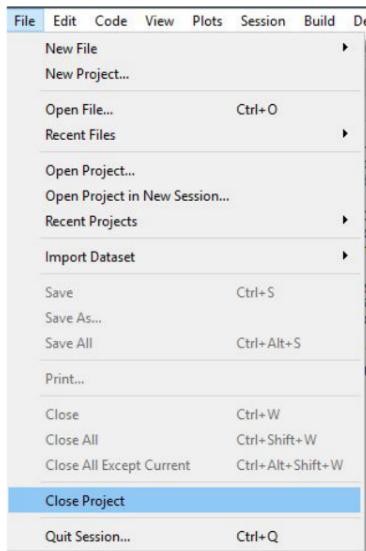 File Edit Code View Plots Session Build
New File
New Project...
Open File... Ctrl+O
Recent Files
Open Project...
Open Project in New Session...
Recent Projects
Import Dataset
Save Ctrl+S
Save As...
Save All Ctrl+Alt+S
Print...
Close Ctrl+W
Close All Ctrl+Shift+W
Close All Except Current Ctrl+Alt+Shift+W
Close Project
Quit Session... Ctrl+Q